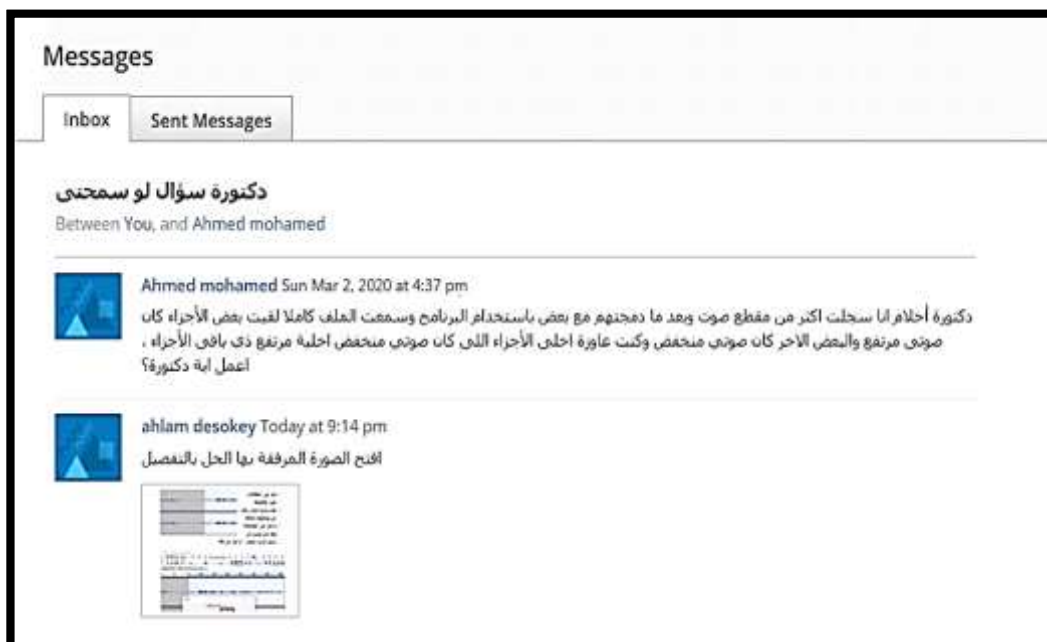 Messages
Inbox
Sent Messages
دكتورة سؤال لو سمحتى
Between You, and Ahmed mohamed
Ahmed mohamed Sun Mar 2, 2020 at 4:37 pm
دكتورة أحلام انا سجلت اكثر من مقطع صوت وبعد ما دمجتهم مع بعض باستخدام البرنامج وسمعت الملف كاملا لقيت بعض الأجزاء كان
صوتى مرتفع والبعض الاخر كان صوتي منخفض وكنت عاوزة اخلى الأجزاء اللى كان صوتي منخفض اخلية مرتفع ذى باقى الأجزاء ،
اعمل اية دكتورة؟
ahlam desokey Today at 9:14 pm
افتح الصورة المرفقة بها الحل بالتفصيل